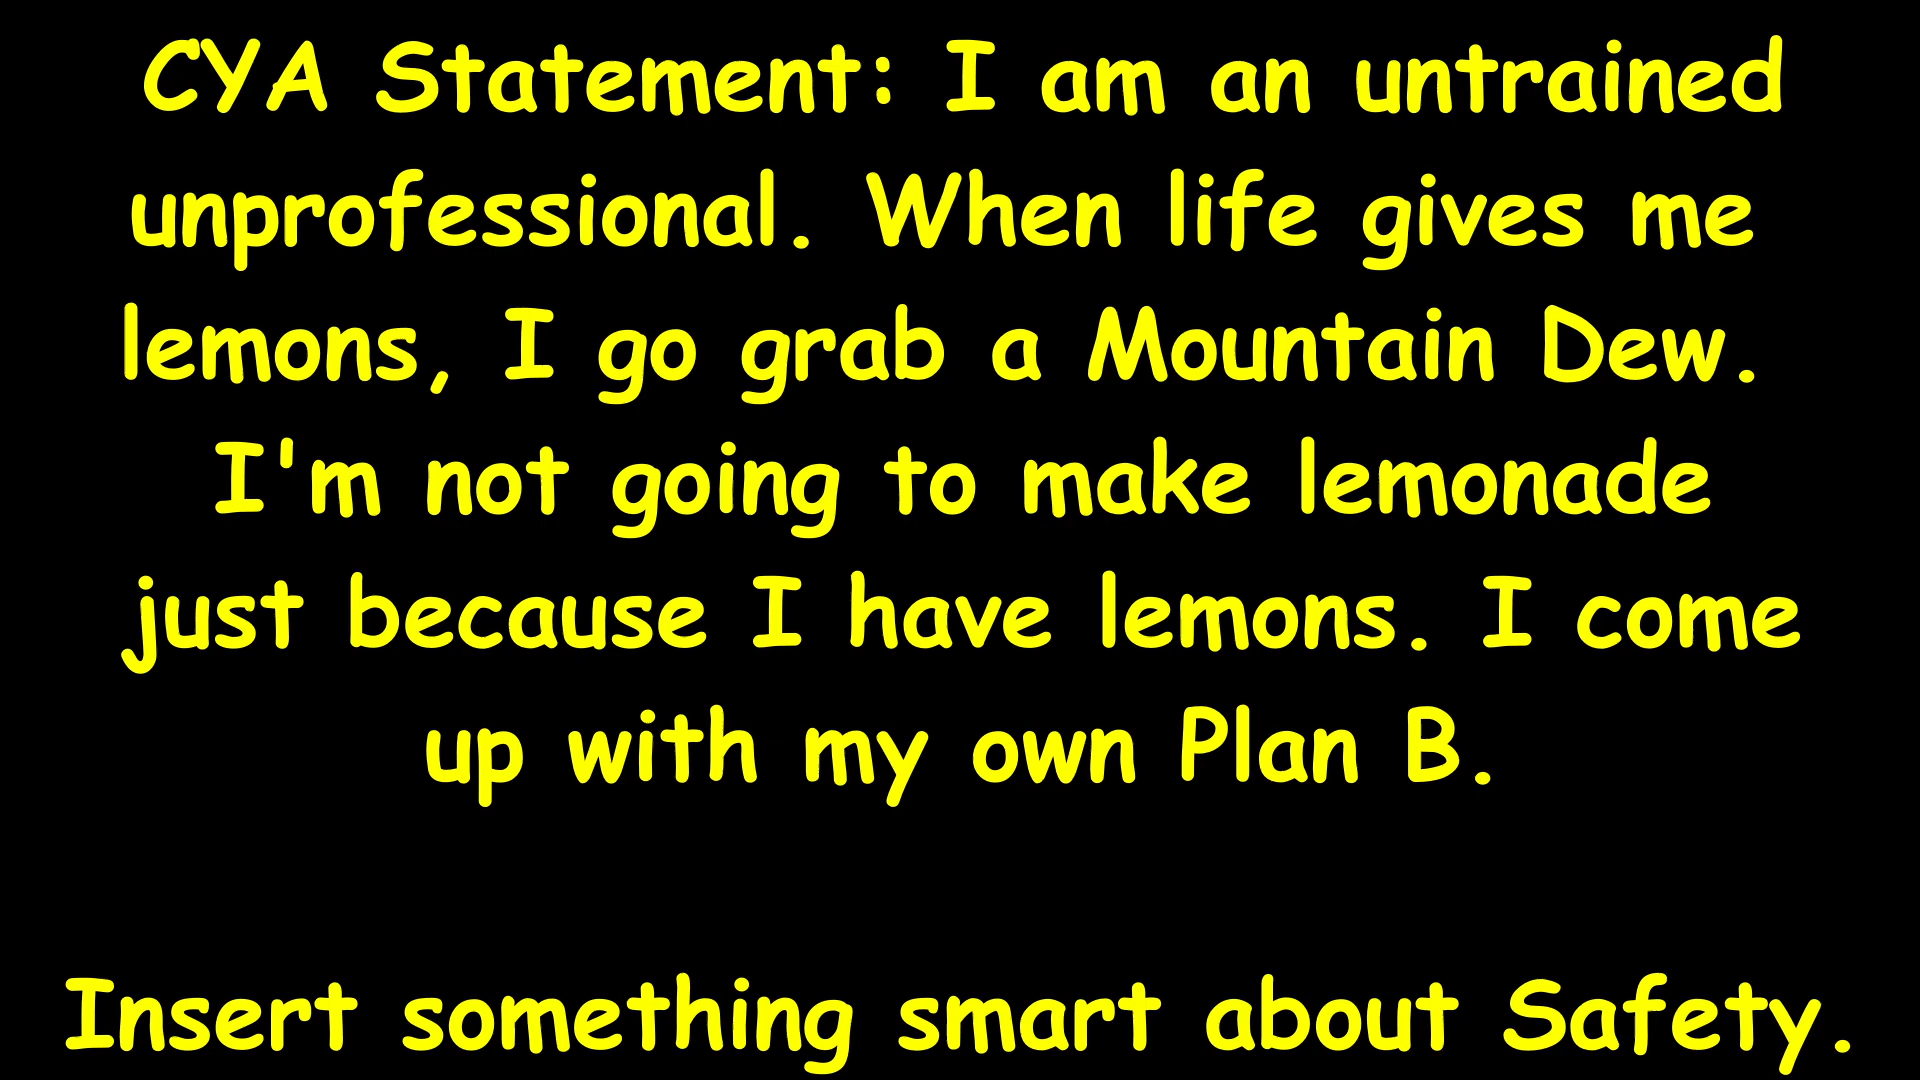 CYA Statement: I am an untrained
unprofessional. When life gives me
lemons, I go grab a Mountain Dew.
I'm not going to make lemonade
just because I have lemons. I come
up with my own Plan B.
Insert something smart about Safety.